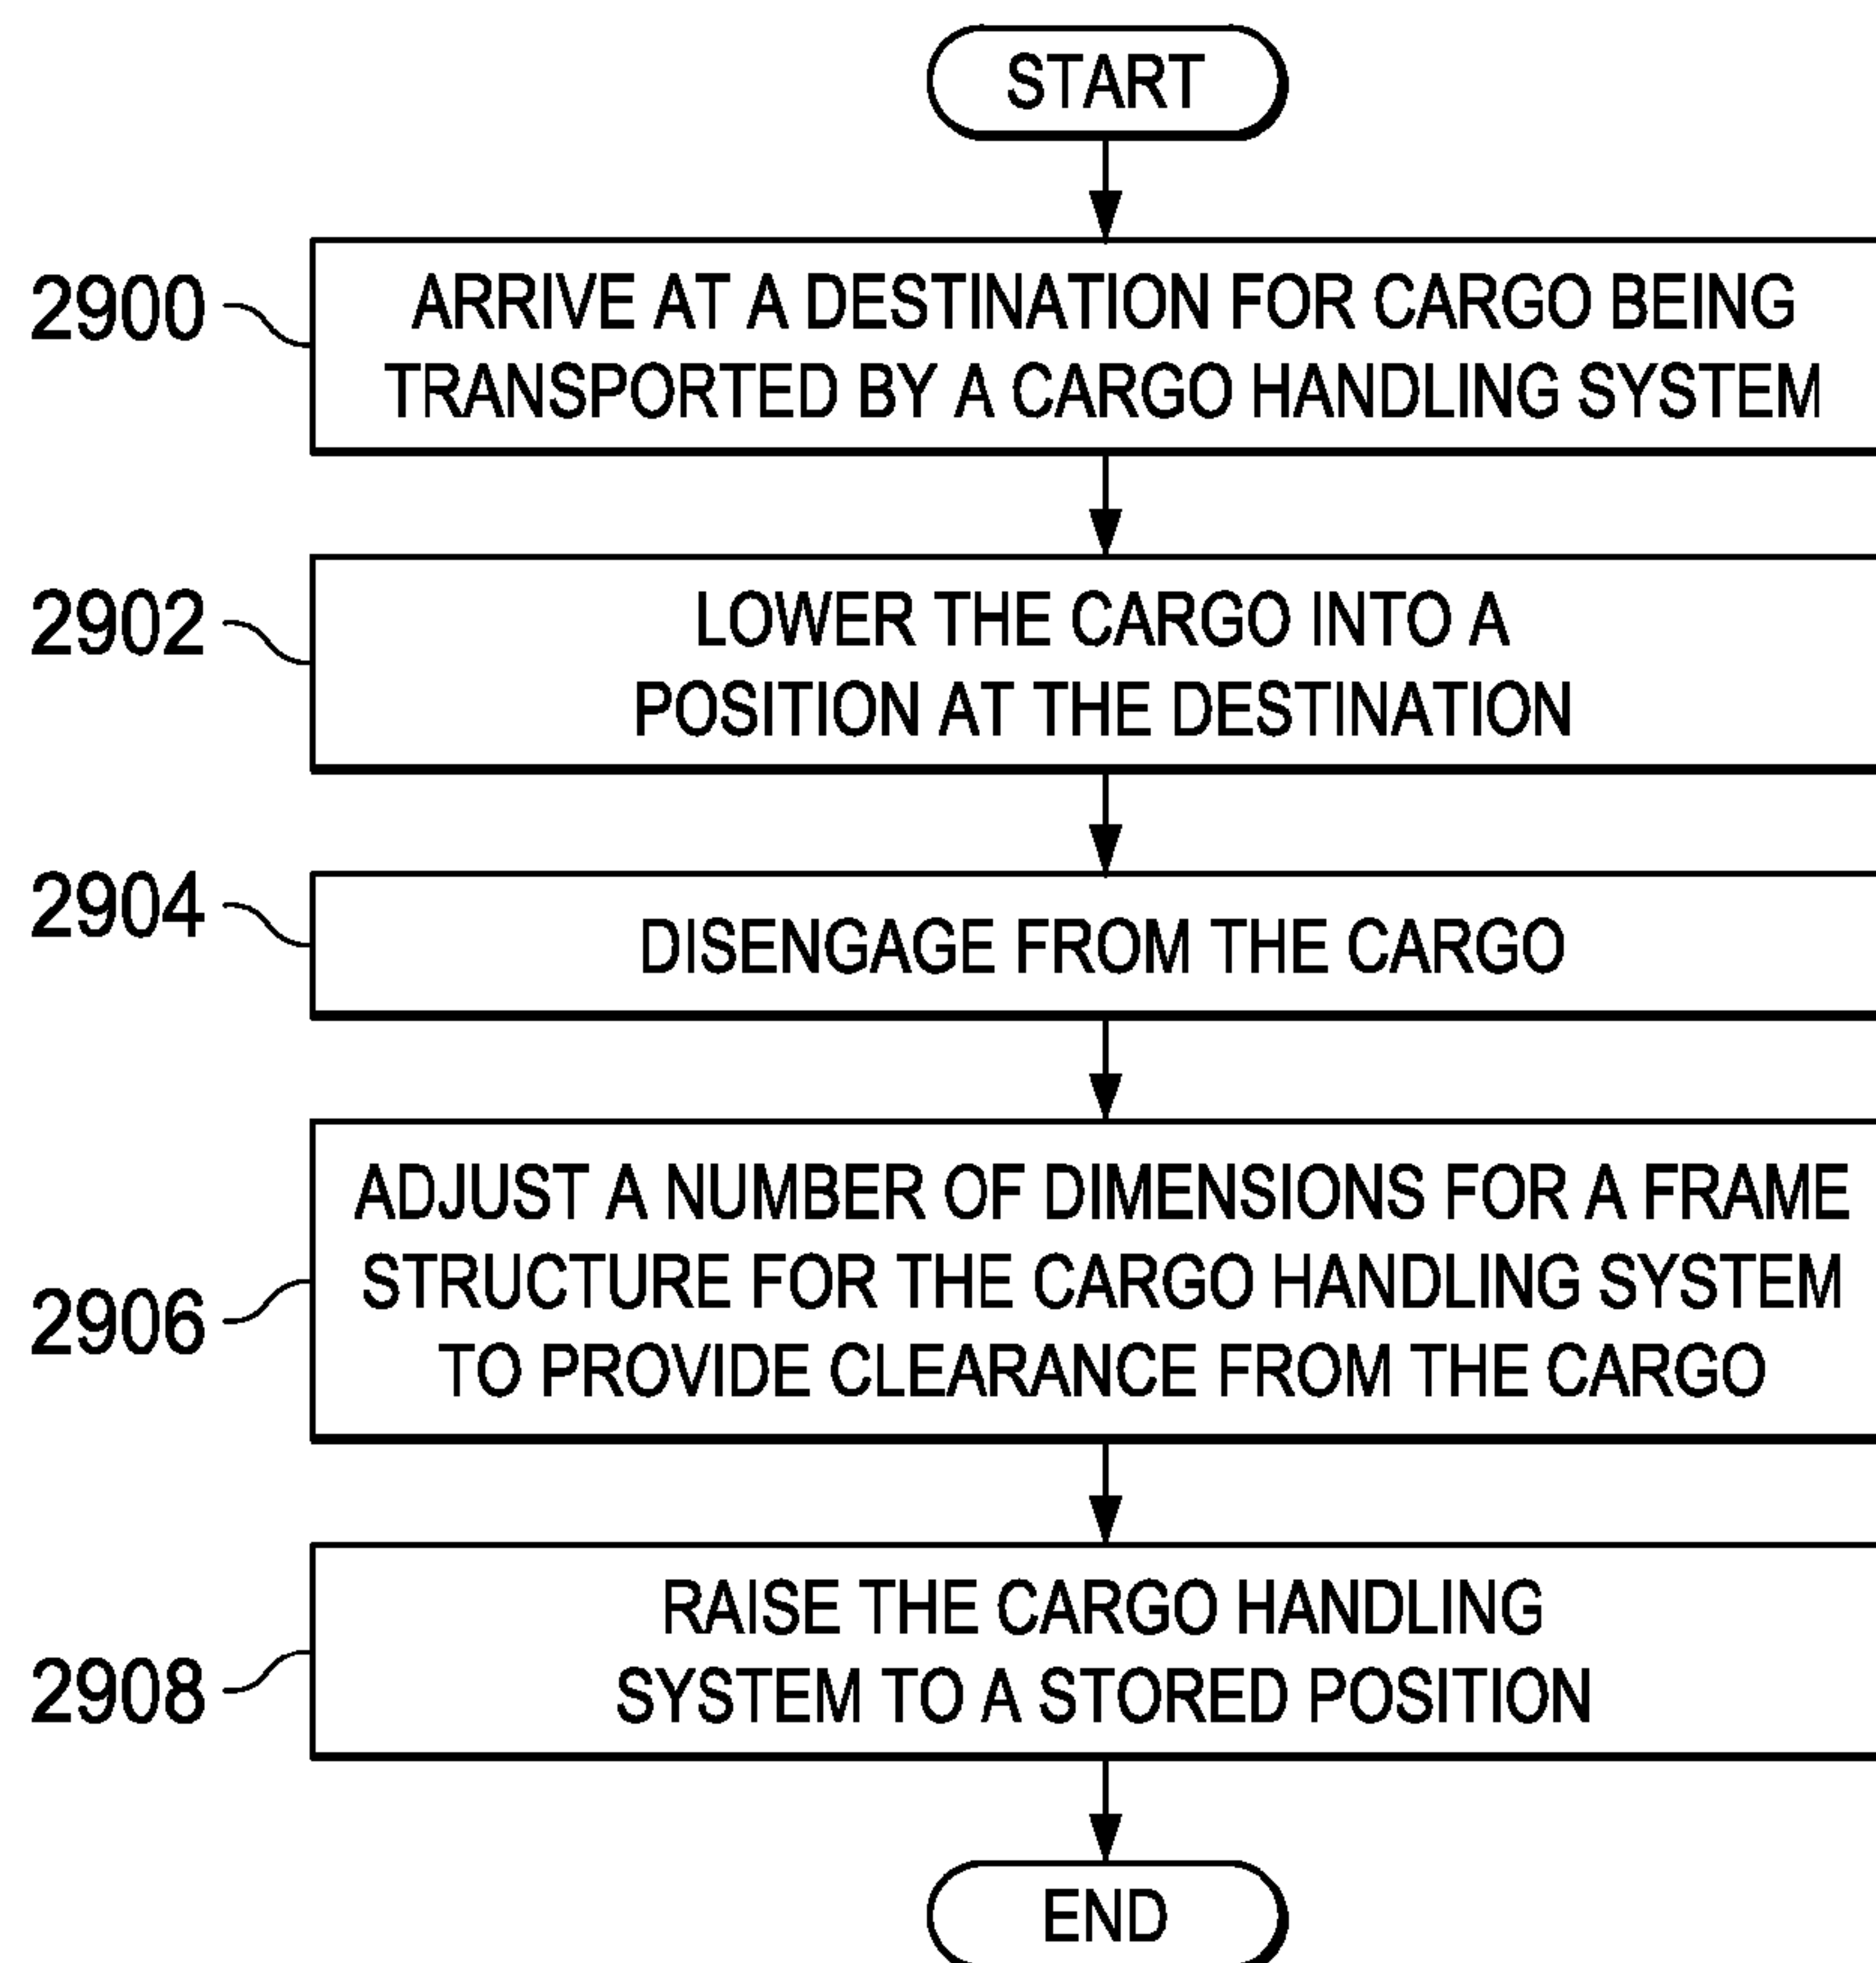 START
2900
ARRIVE AT A DESTINATION FOR CARGO BEING
TRANSPORTED BY A CARGO HANDLING SYSTEM
2902
LOWER THE CARGO INTO A
POSITION AT THE DESTINATION
2904
DISENGAGE FROM THE CARGO
2906
ADJUST A NUMBER OF DIMENSIONS FOR A FRAME
STRUCTURE FOR THE CARGO HANDLING SYSTEM
TO PROVIDE CLEARANCE FROM THE CARGO
2908
RAISE THE CARGO HANDLING
SYSTEM TO A STORED POSITION
END